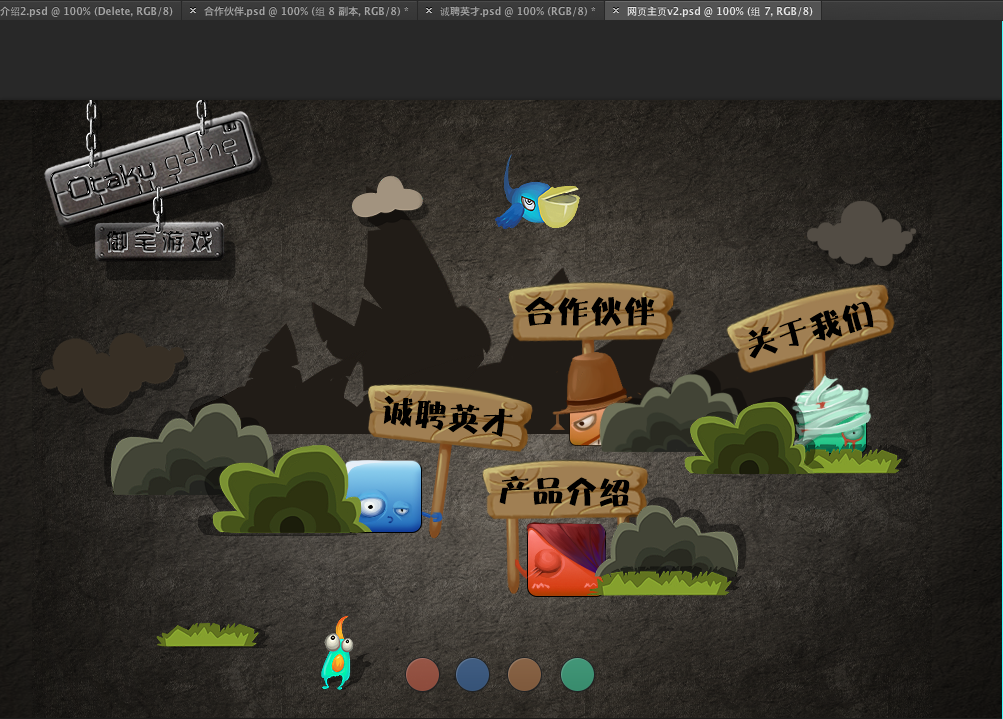 介绍2.psd @ 100% (Delete, RGB/8)
× 合作伙伴.psd @ 100% (组 8 副本, RGB/8) *
× 诚聘英才.psd @ 100% (RGB/8) *
× 网页主页v2.psd @ 100% (组 7, RGB/8)
Otaku game
御宅游戏
合作伙伴
关于我们
诚聘英才
产品介绍